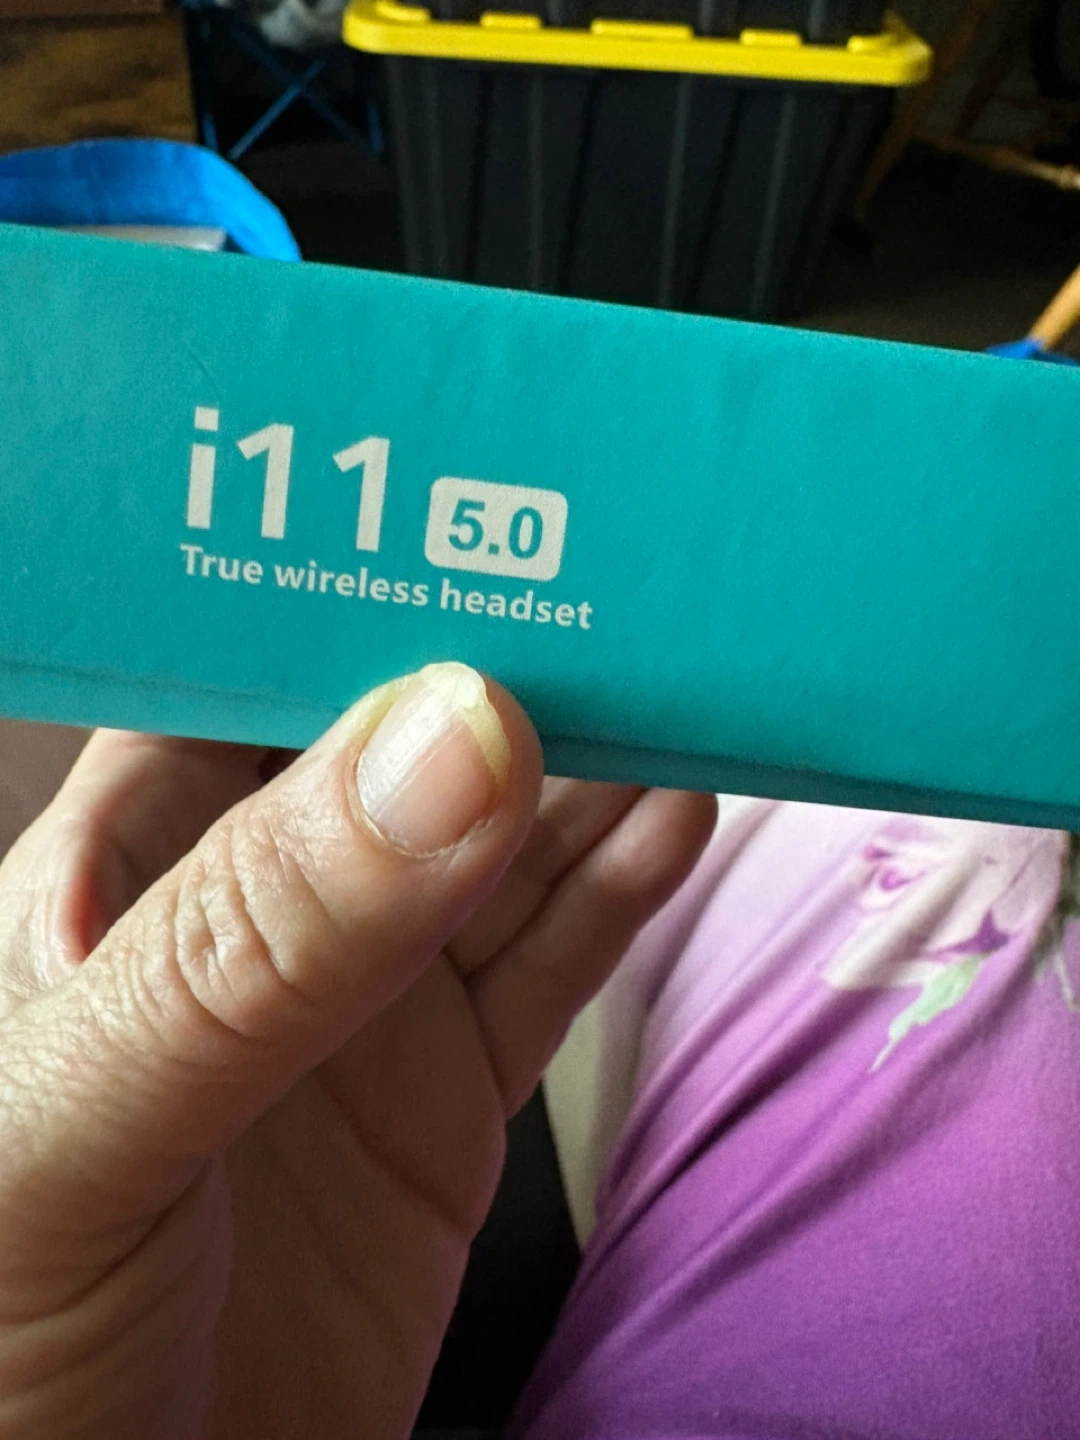 i11 5.0
True wireless headset